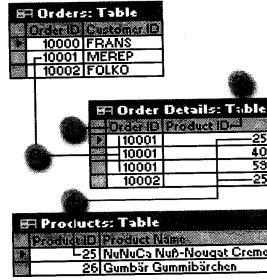 Orders: Table
Order ID Customer ID
10000 FRANS
10001 MEREP
10002 FOLKO
Order Details: Table
Order ID Product ID
10001 25
10001 40
10001 59
10002 25
Products: Table
Product ID Product Name
25 NuNuCa Nuß-Nougat Creme
26 Gumbär Gummibärchen